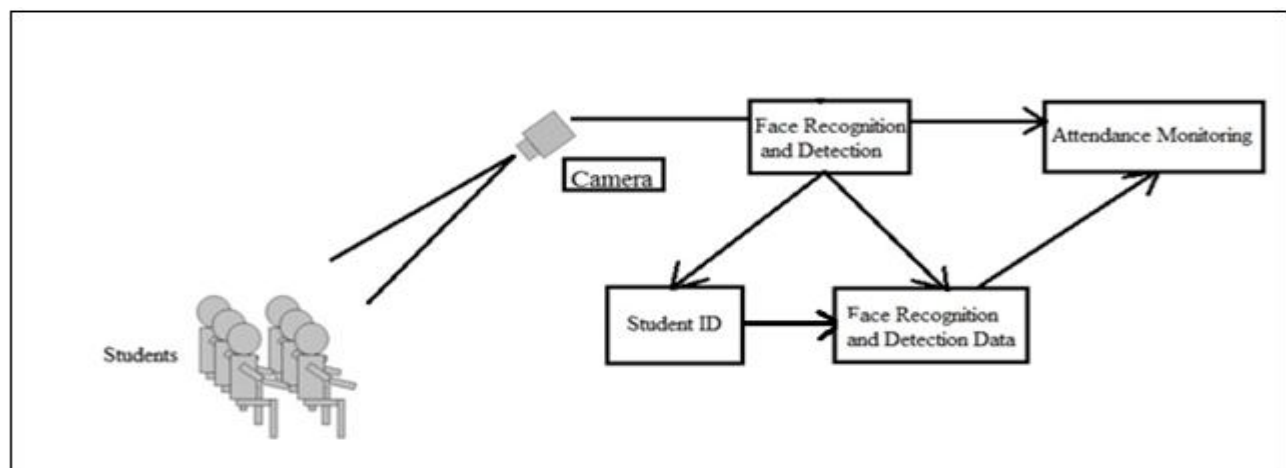 Face Recognition
and Detection
Attendance Monitoring
Camera
Student ID
Face Recognition
and Detection Data
Students